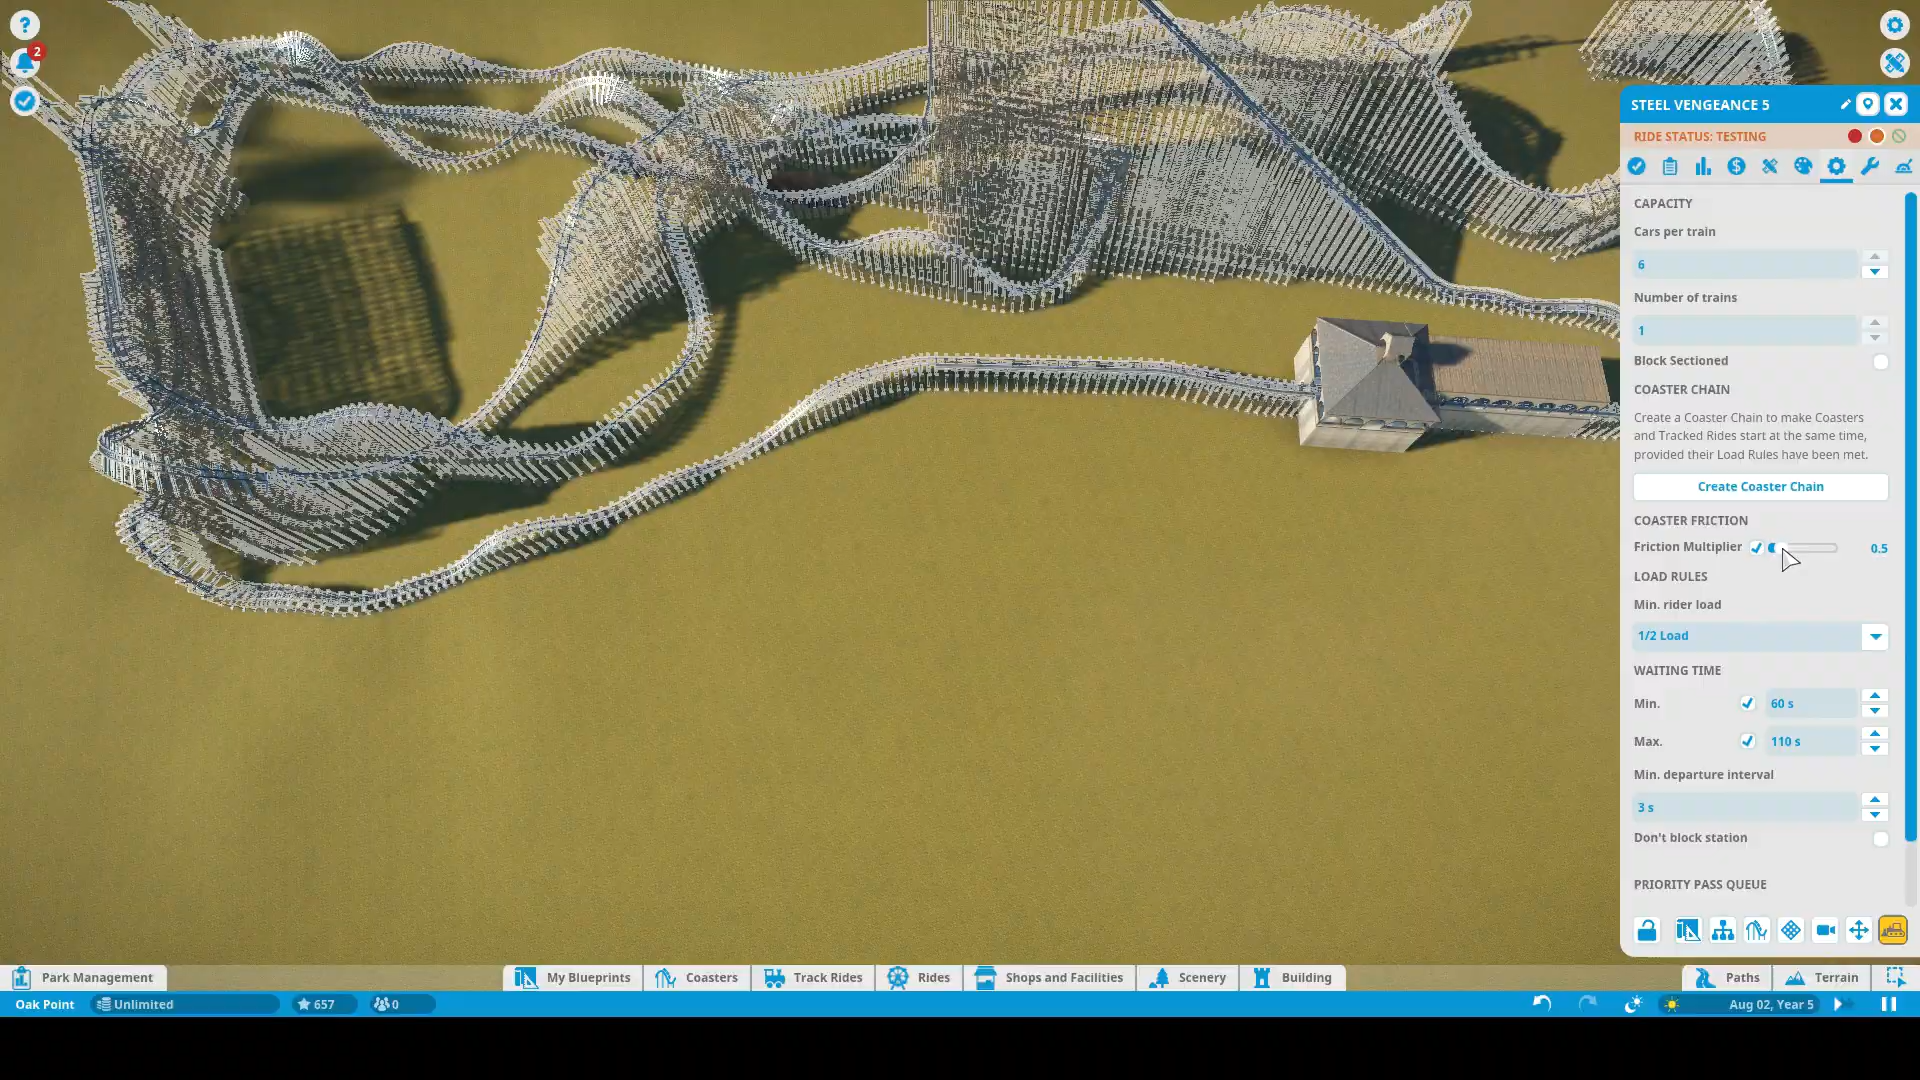 ?
2
STEEL VENGEANCE 5
RIDE STATUS: TESTING
CAPACITY
Cars per train
6
Number of trains
1
Block Sectioned
COASTER CHAIN
Create a Coaster Chain to make Coasters
and Tracked Rides start at the same time,
provided their Load Rules have been met.
Create Coaster Chain
COASTER FRICTION
Friction Multiplier 0.5
LOAD RULES
Min. rider load
1/2 Load
WAITING TIME
Min. 60 s
Max. 110 s
Min. departure interval
3 s
Don't block station
PRIORITY PASS QUEUE
Park Management My Blueprints Coasters Track Rides Rides Shops and Facilities Scenery Building Paths Terrain
Oak Point Unlimited 657 0 Aug 02, Year 5